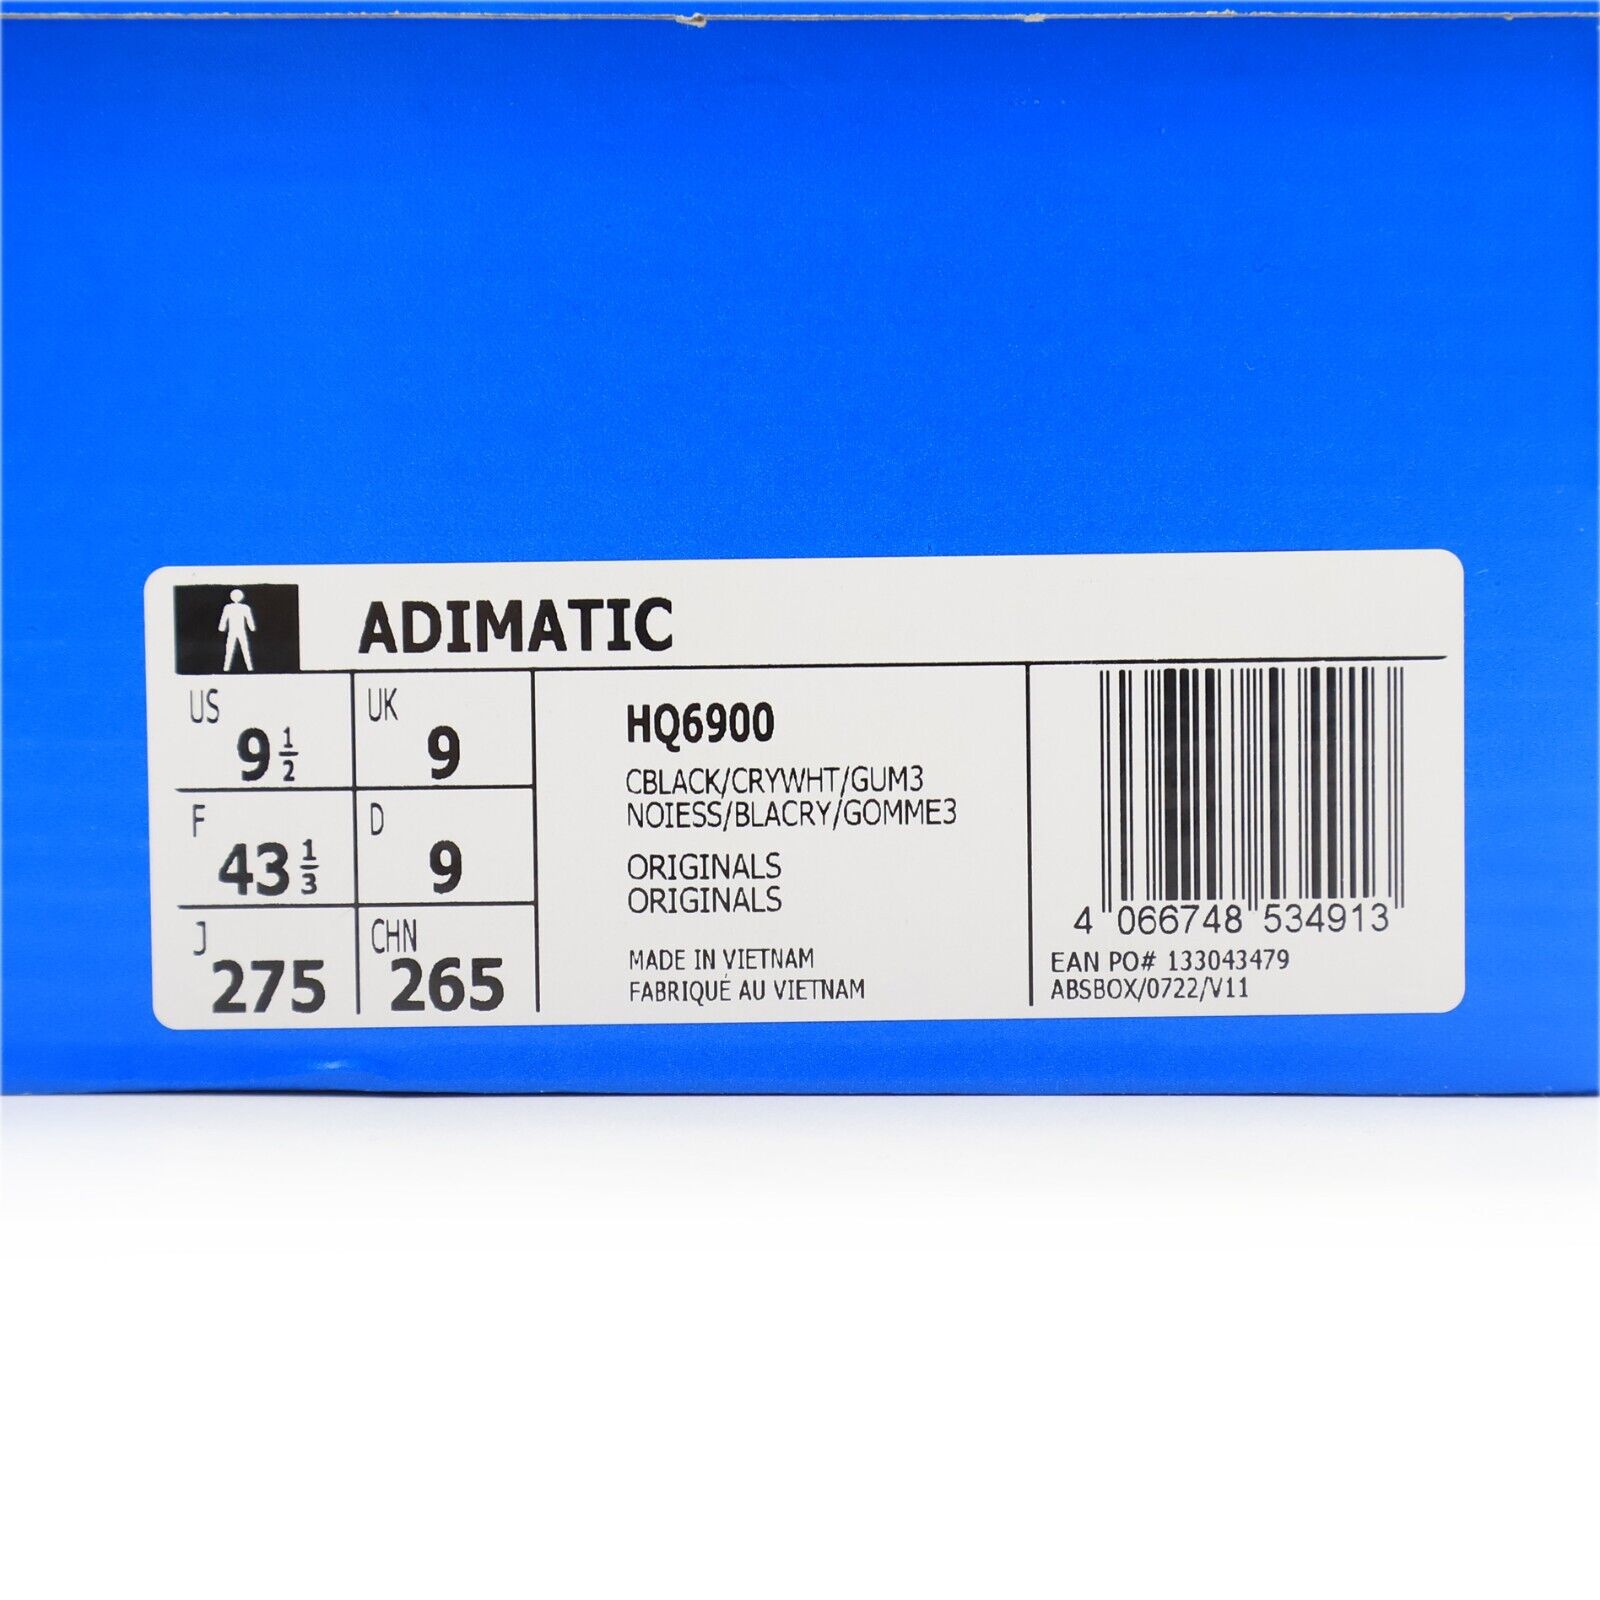 ADIMATIC
US 9 1/2
UK 9
F 43 1/3
D 9
J 275
CHN 265
HQ6900
CBLACK/CRYWHT/GUM3
NOIESS/BLACRY/GOMME3
ORIGINALS
ORIGINALS
MADE IN VIETNAM
FABRIQUÉ AU VIETNAM
4 066748 534913
EAN PO# 133043479
ABSBOX/0722/V11